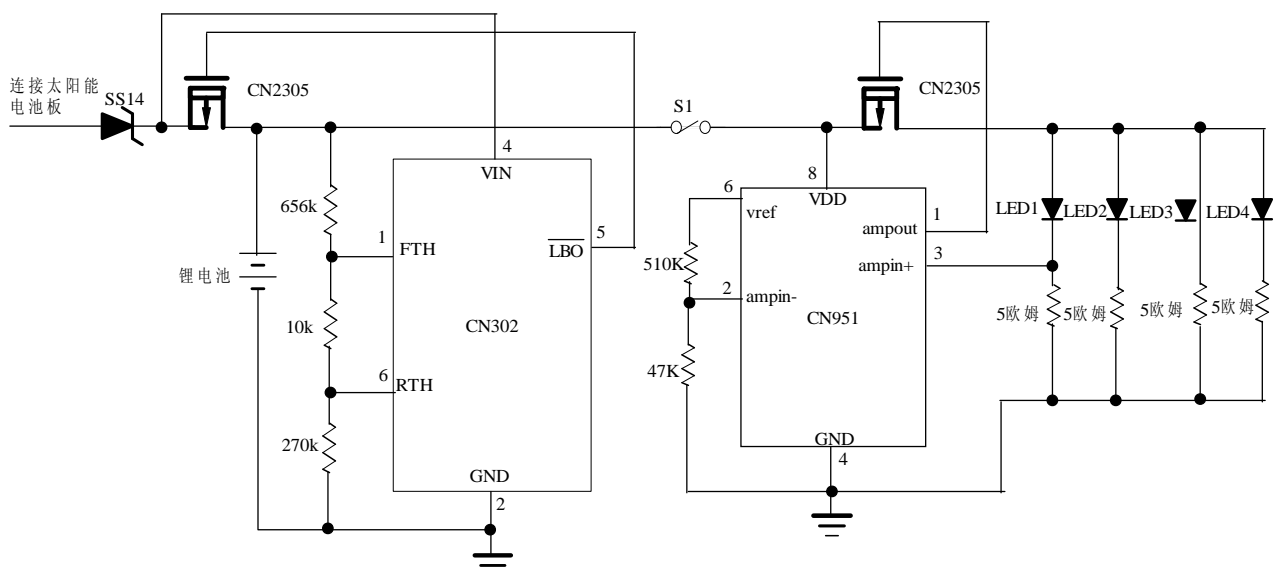 连接太阳能
电池板
SS14
CN2305
S1
CN2305
4
VIN
656k
1
FTH
5
LBO
锂电池
10k
CN302
6
RTH
270k
GND
2
8
VDD
6
vref
1
ampout
510K
ampin+
3
2
ampin-
CN951
47K
GND
4
LED1
LED2
LED3
LED4
5欧姆
5欧姆
5欧姆
5欧姆